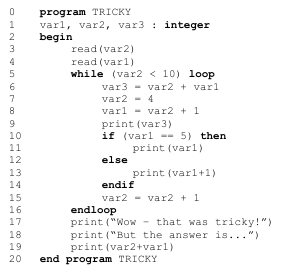 0 program TRICKY
1 var1, var2, var3 : integer
2 begin
3 read(var2)
4 read(var1)
5 while (var2 < 10) loop
6 var3 = var2 + var1
7 var2 = 4
8 var1 = var2 + 1
9 print(var3)
10 if (var1 == 5) then
11 print(var1)
12 else
13 print(var1+1)
14 endif
15 var2 = var2 + 1
16 endloop
17 print("Wow – that was tricky!")
18 print("But the answer is...")
19 print(var2+var1)
20 end program TRICKY